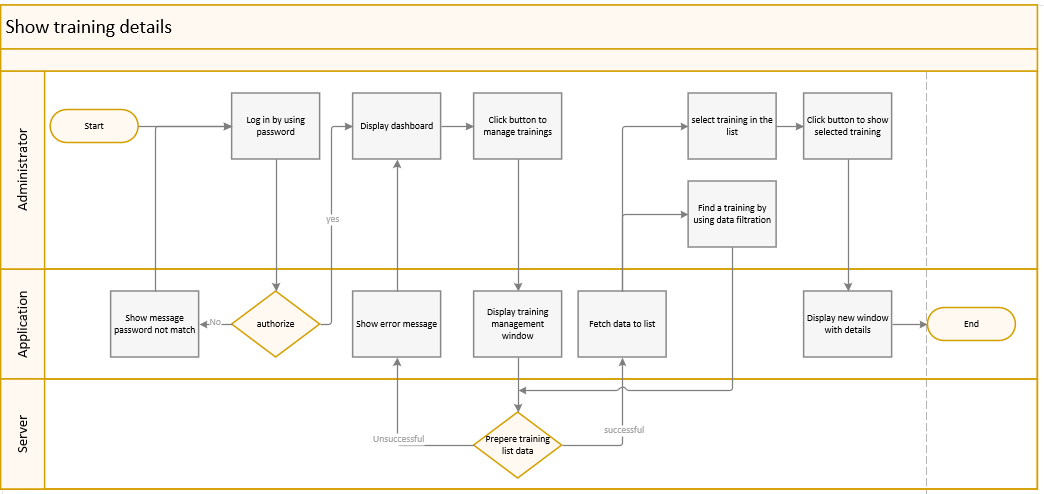 Show training details
Administrator
Start
Log in by using
password
Display dashboard
Click button to
manage trainings
select training in the
list
Click button to show
selected training
yes
Find a training by
using data filtration
Application
Show message
password not match
No
authorize
Show error message
Display training
management
window
Fetch data to list
Display new window
with details
End
Server
Unsuccessful
Prepere training
list data
successful